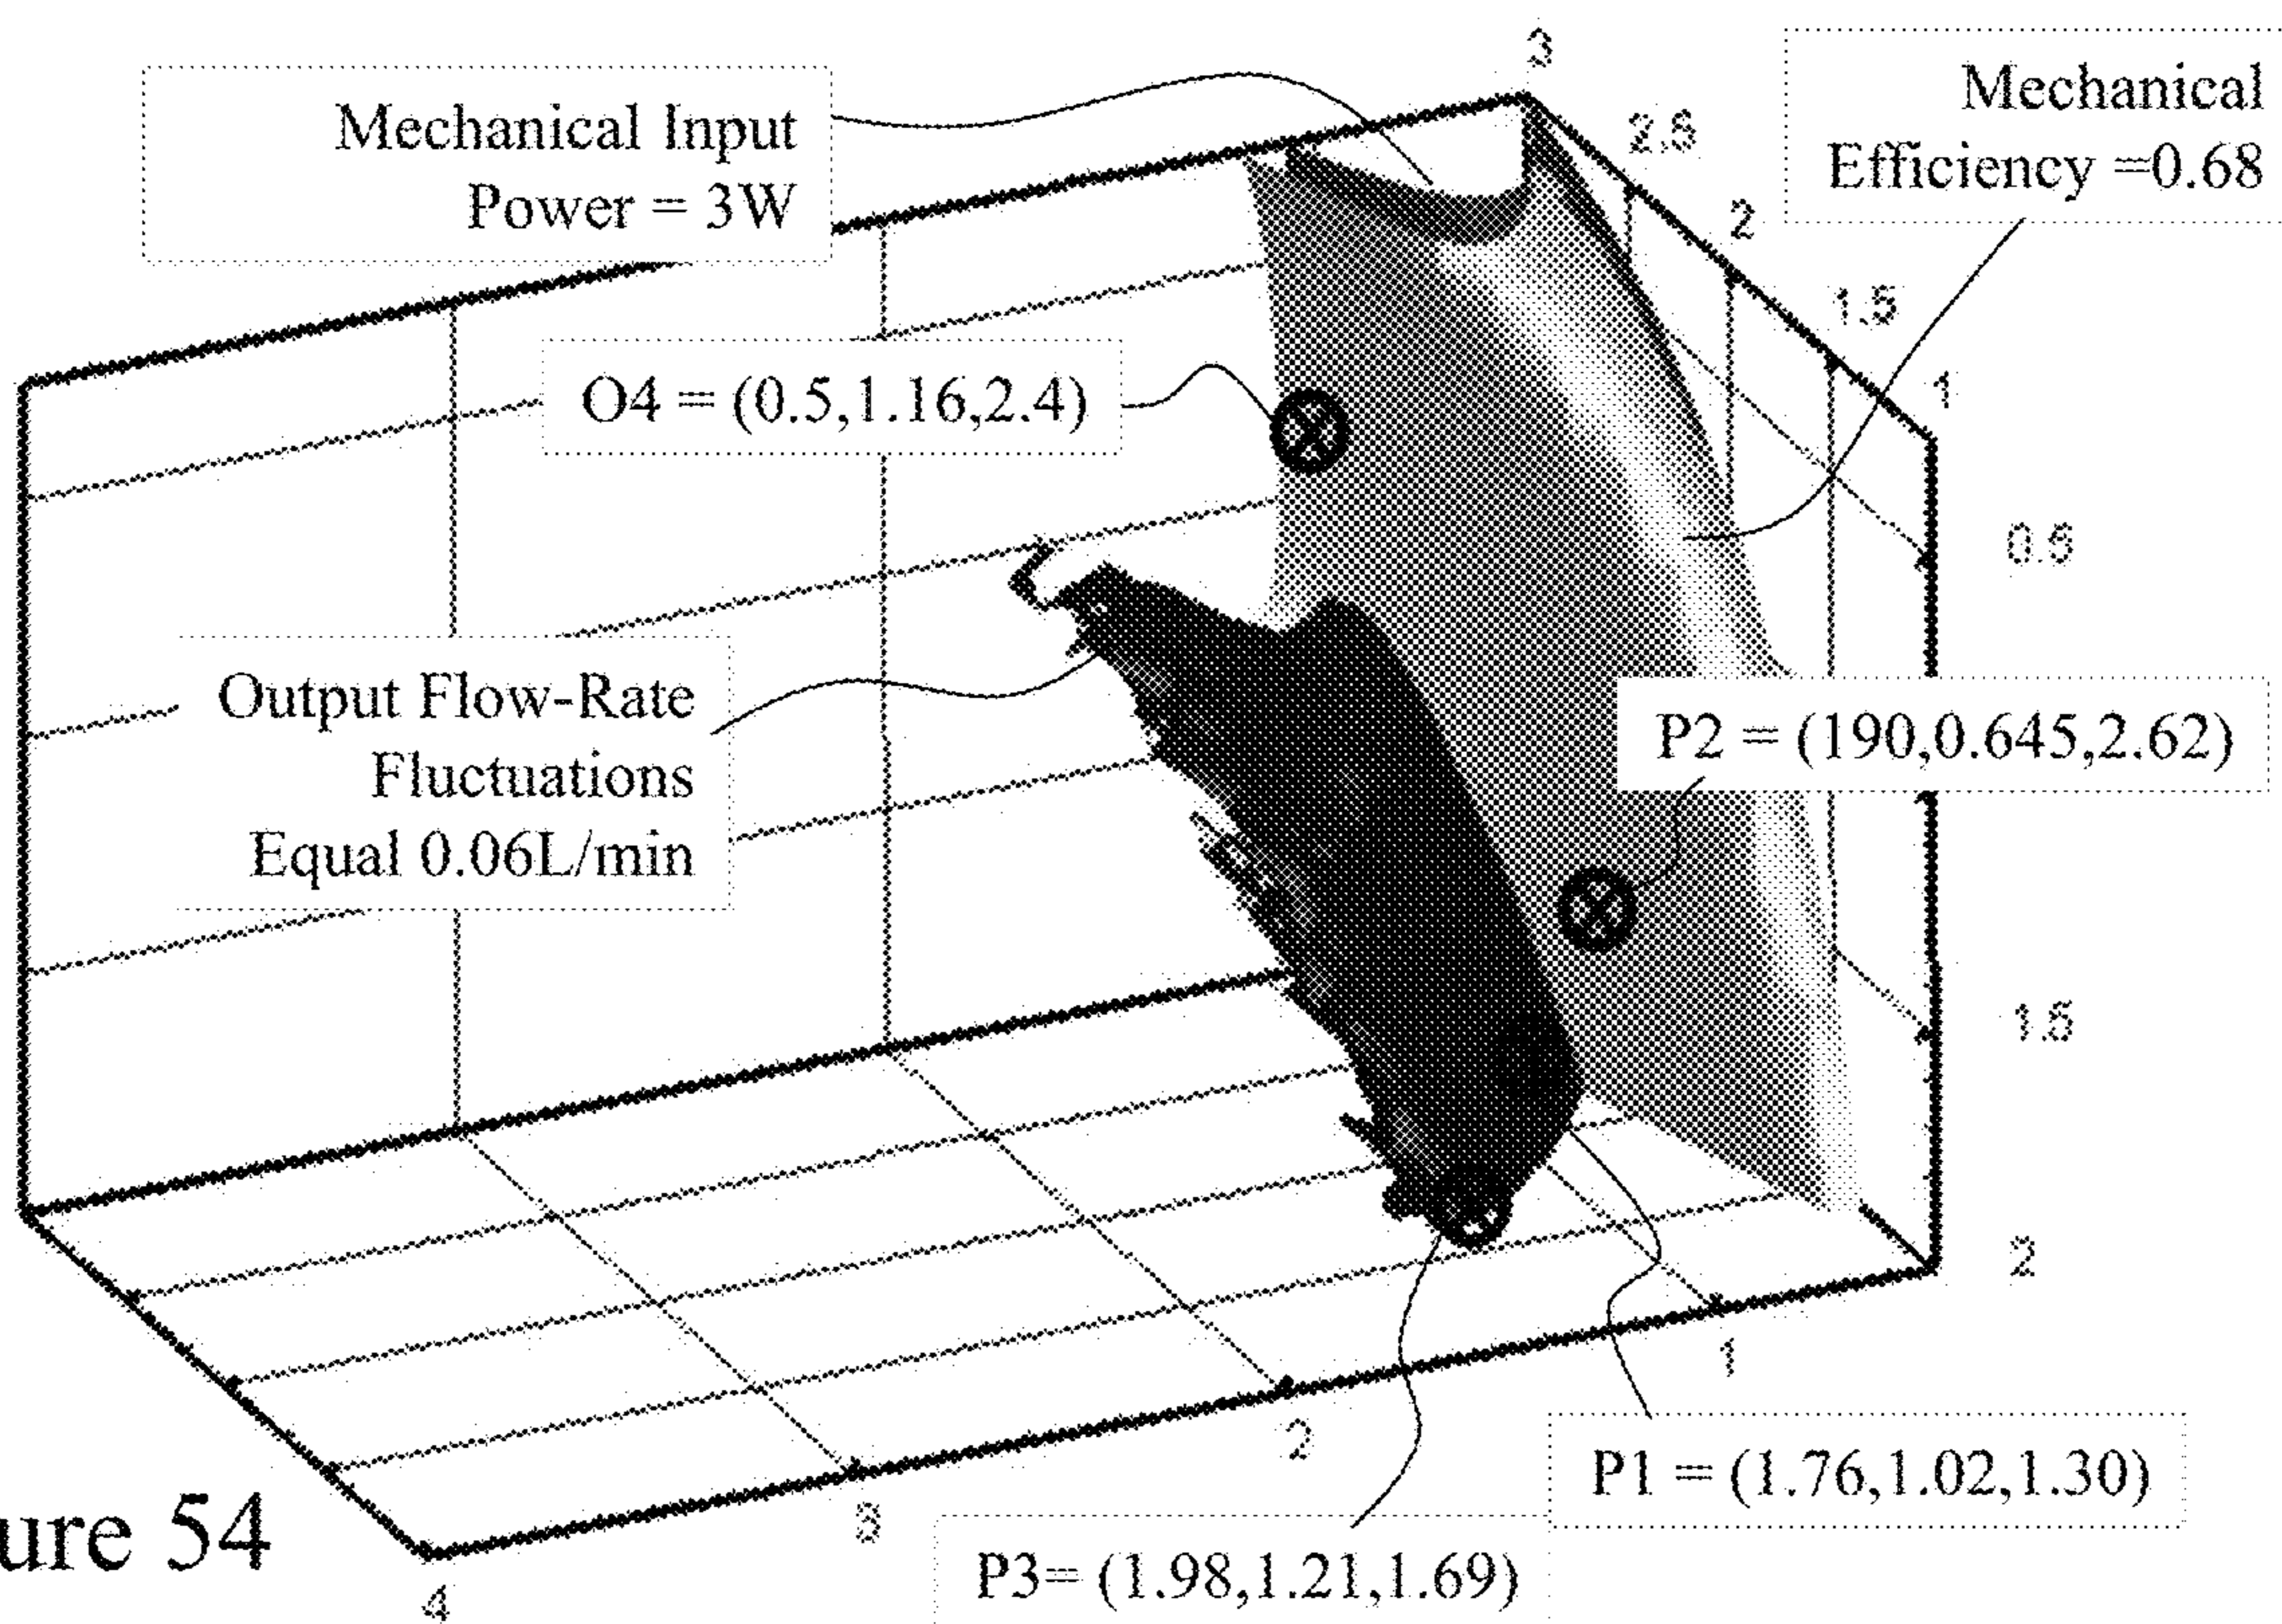 3
Mechanical Input
Power = 3W
Mechanical
Efficiency =0.68
2.5
2
1.5
1
O4 = (0.5,1.16,2.4)
0.5
Output Flow-Rate
Fluctuations
Equal 0.06L/min
P2 = (190,0.645,2.62)
1.5
2
1
2
3
4
P1 = (1.76,1.02,1.30)
P3= (1.98,1.21,1.69)
ure 54